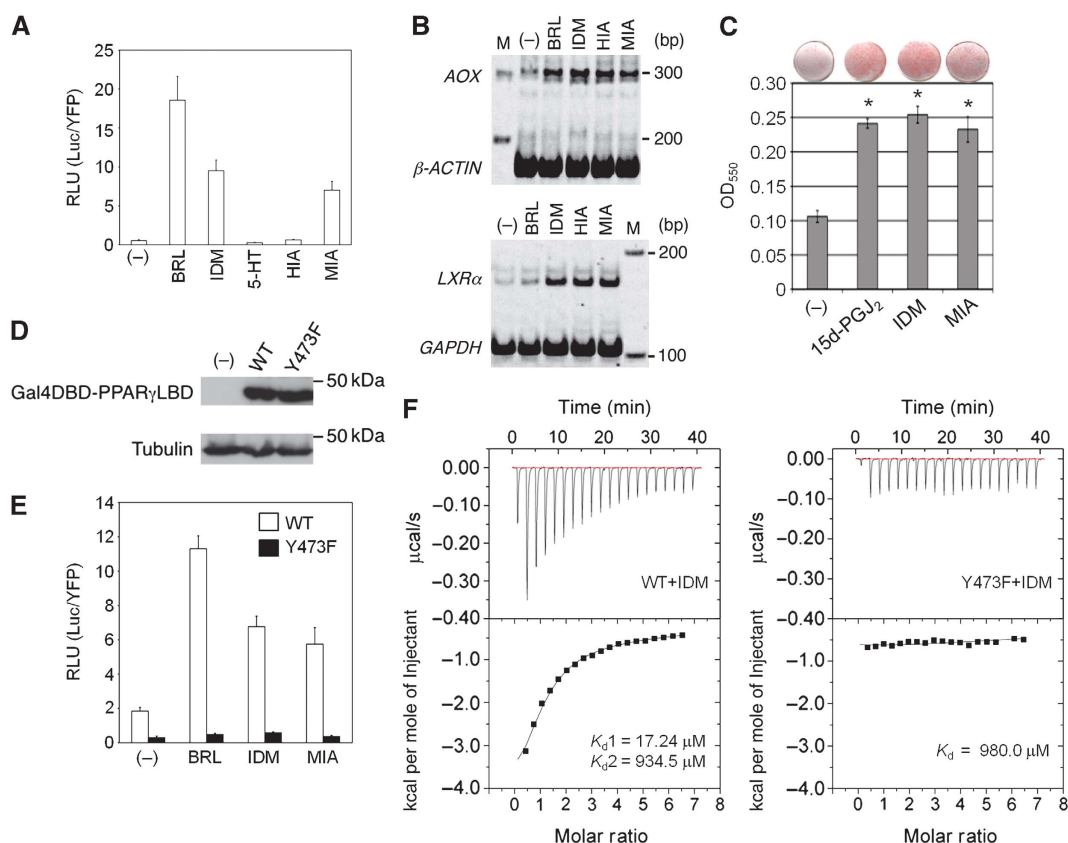 A
RLU (Luc/YFP)
25
20
15
10
5
0
(–)
BRL
IDM
5-HT
HIA
MIA
B
M (–) BRL IDM HIA MIA (bp)
AOX
300
200
β-ACTIN
(–) BRL IDM HIA MIA M (bp)
200
LXRα
GAPDH
100
C
OD550
0.30
0.25
0.20
0.15
0.10
0.05
0
* * *
(–)
15d-PGJ2
IDM
MIA
D
(–) WT Y473F
Gal4DBD-PPARγLBD
50 kDa
Tubulin
50 kDa
E
RLU (Luc/YFP)
14
12
10
8
6
4
2
0
WT
Y473F
(–) BRL IDM MIA
F
Time (min)
0 10 20 30 40
µcal/s
0.00
–0.10
–0.20
–0.30
–0.40
WT+IDM
kcal per mole of Injectant
–1.0
–2.0
–3.0
–4.0
Kd1 = 17.24 µM
Kd2 = 934.5 µM
0 1 2 3 4 5 6 7 8
Molar ratio
Time (min)
0 10 20 30 40
µcal/s
0.00
–0.10
–0.20
–0.30
–0.40
Y473F+IDM
kcal per mole of Injectant
–1.0
–2.0
–3.0
–4.0
Kd = 980.0 µM
0 1 2 3 4 5 6 7 8
Molar ratio